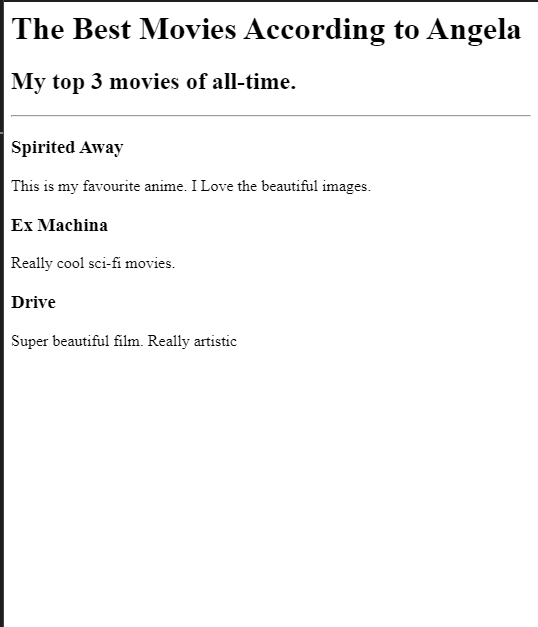 The Best Movies According to Angela
My top 3 movies of all-time.
Spirited Away
This is my favourite anime. I Love the beautiful images.
Ex Machina
Really cool sci-fi movies.
Drive
Super beautiful film. Really artistic